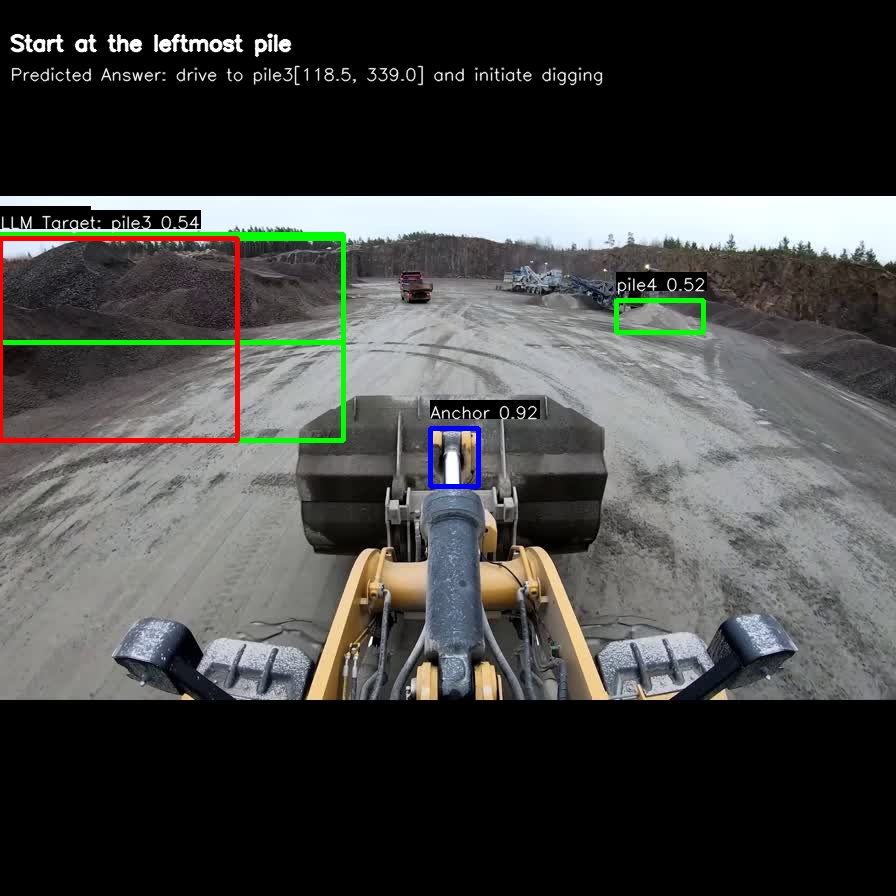 Start at the leftmost pile
Predicted Answer: drive to pile3[118.5, 339.0] and initiate digging
LLM Target: pile3 0.54
pile4 0.52
Anchor 0.92